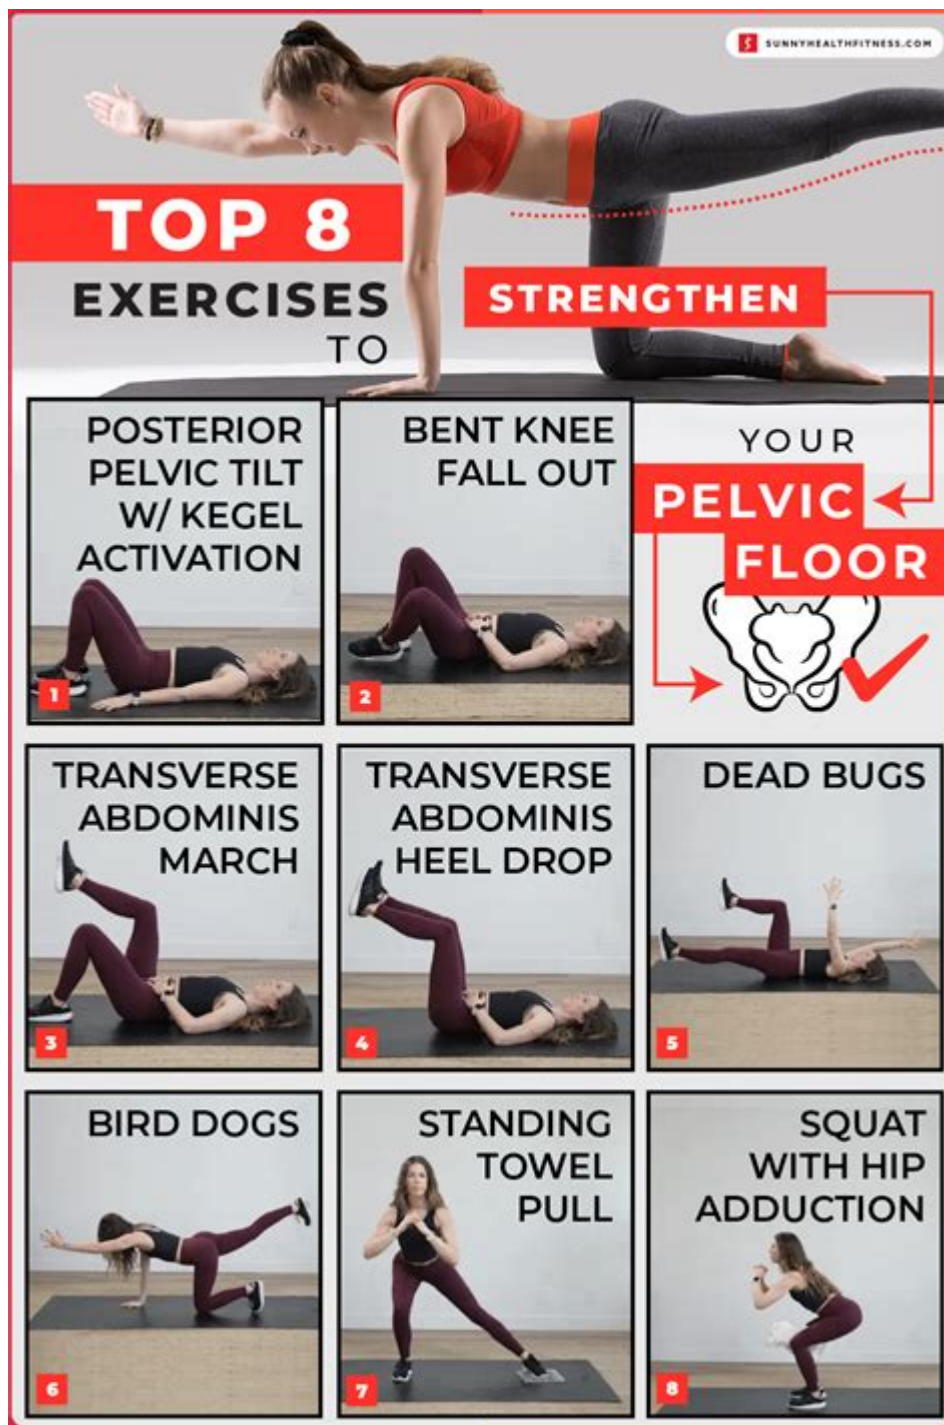 SUNNYHEALTHFITNESS.COM
TOP 8
EXERCISES
TO
STRENGTHEN
YOUR
PELVIC
FLOOR
POSTERIOR
PELVIC TILT
W/ KEGEL
ACTIVATION
1
BENT KNEE
FALL OUT
2
TRANSVERSE
ABDOMINIS
MARCH
3
TRANSVERSE
ABDOMINIS
HEEL DROP
4
DEAD BUGS
5
BIRD DOGS
6
STANDING
TOWEL
PULL
7
SQUAT
WITH HIP
ADDUCTION
8